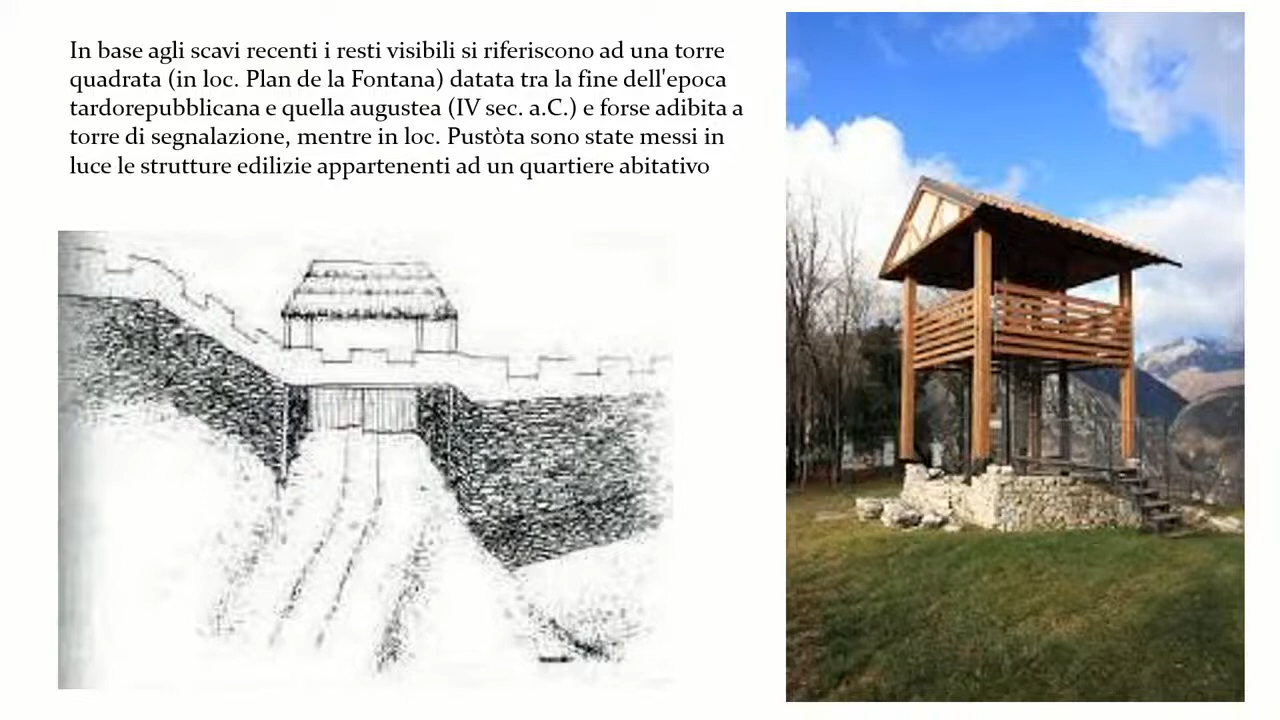 In base agli scavi recenti i resti visibili si riferiscono ad una torre
quadrata (in loc. Plan de la Fontana) datata tra la fine dell'epoca
tardorepubblicana e quella augustea (IV sec. a.C.) e forse adibita a
torre di segnalazione, mentre in loc. Pustòta sono state messi in
luce le strutture edilizie appartenenti ad un quartiere abitativo